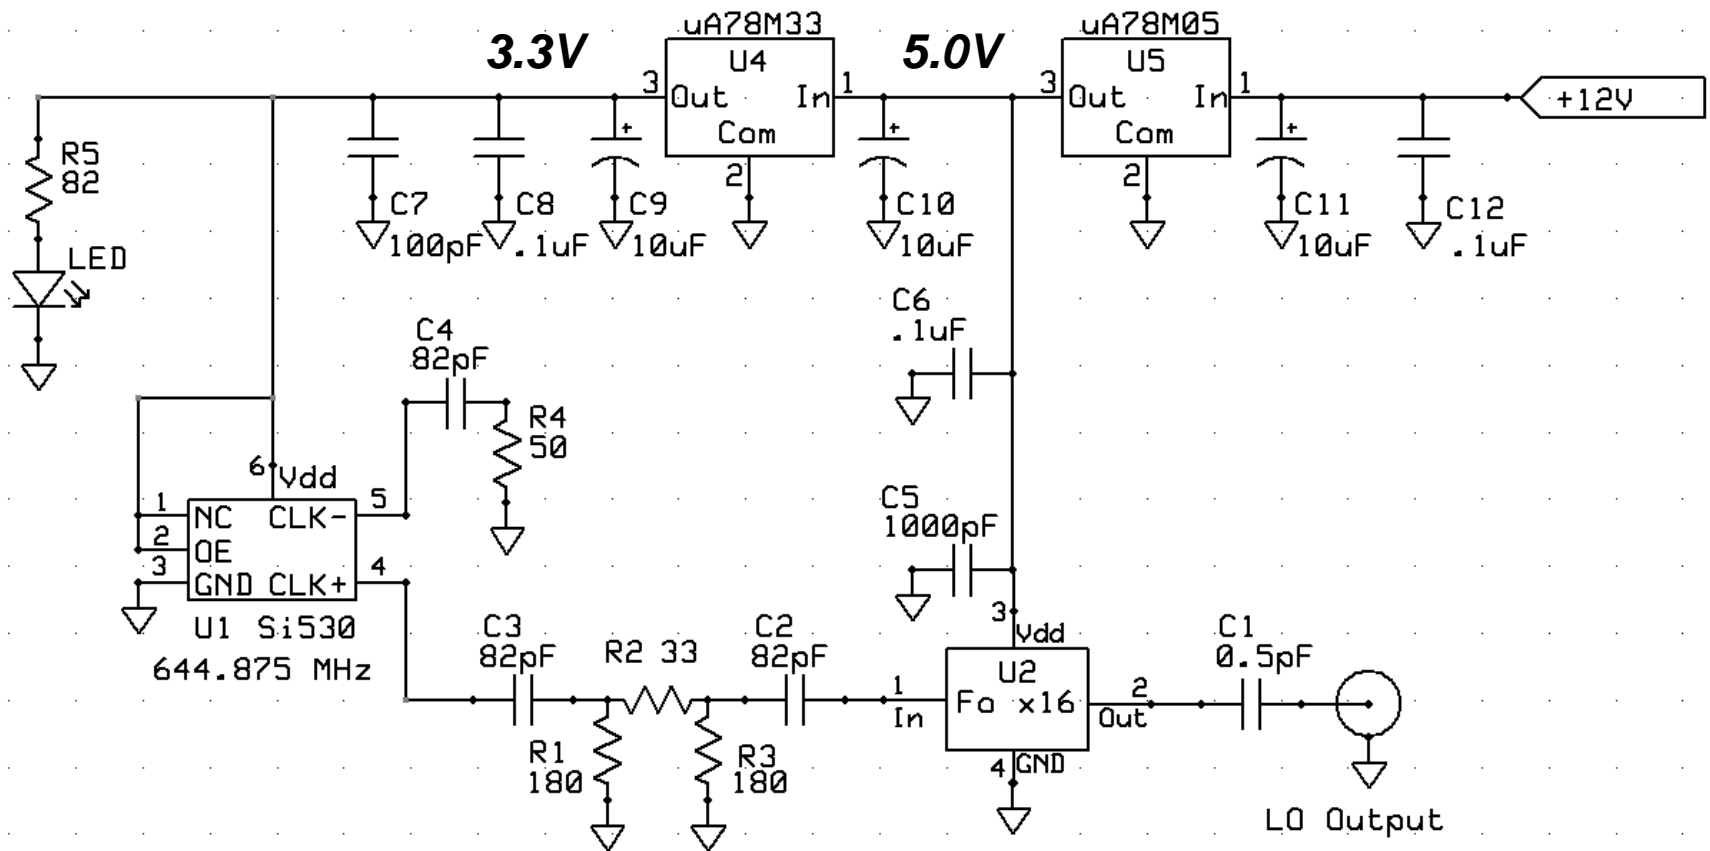 uA78M33
uA78M05
3.3V
5.0V
U4
U5
3
Out
In
1
3
Out
In
1
+12V
Com
Com
2
2
R5
82
C7
100pF
C8
.1uF
C9
10uF
C10
10uF
C11
10uF
C12
.1uF
LED
C4
82pF
C6
.1uF
R4
50
6
Vdd
1
NC
CLK-
5
2
OE
3
GND
CLK+
4
U1 Si530
644.875 MHz
C5
1000pF
C3
82pF
R2 33
C2
82pF
3
Vdd
C1
0.5pF
U2
1
In
Fo x16
2
Out
R1
180
R3
180
4
GND
LO Output